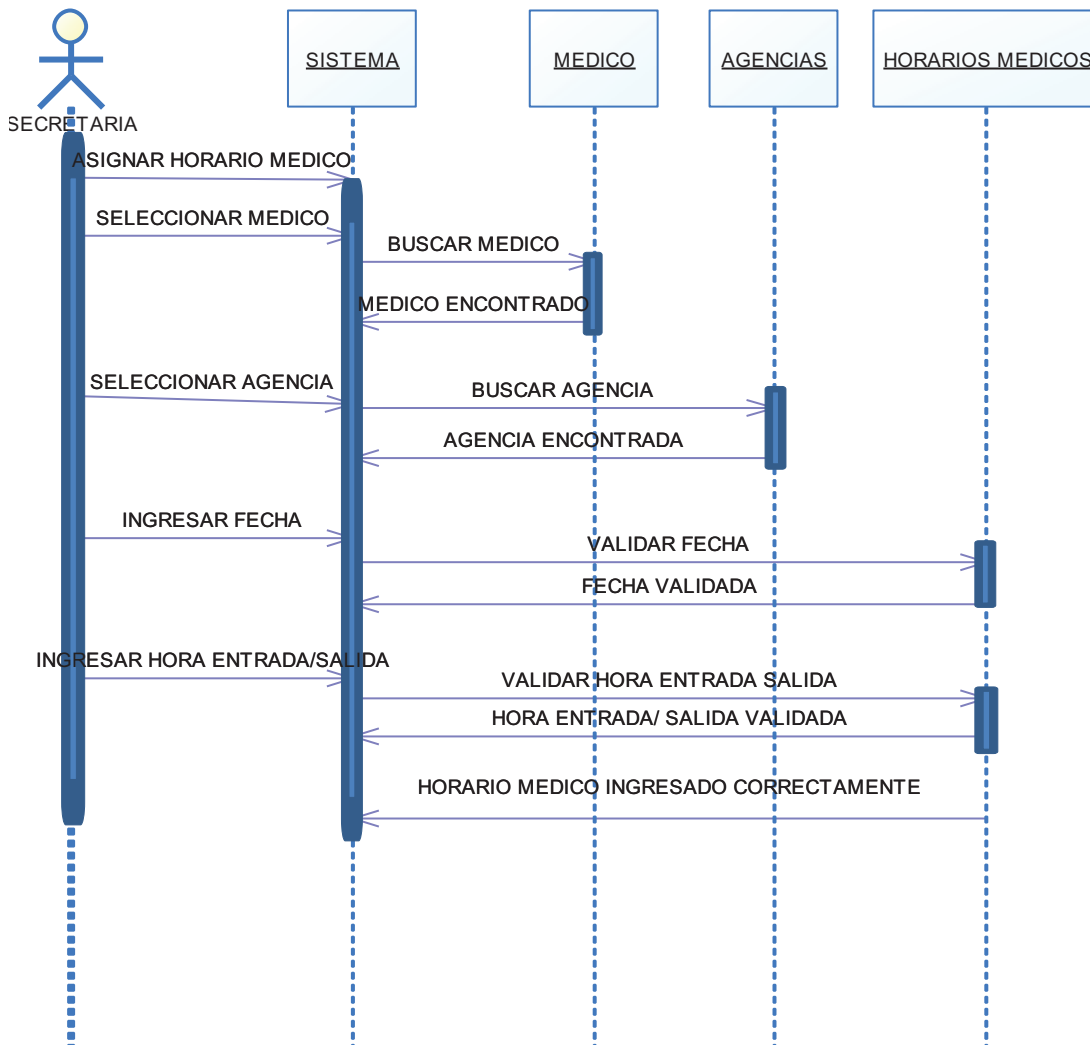 SISTEMA
MEDICO
AGENCIAS
HORARIOS MEDICOS
SECRETARIA
ASIGNAR HORARIO MEDICO
SELECCIONAR MEDICO
BUSCAR MEDICO
MEDICO ENCONTRADO
SELECCIONAR AGENCIA
BUSCAR AGENCIA
AGENCIA ENCONTRADA
INGRESAR FECHA
VALIDAR FECHA
FECHA VALIDADA
INGRESAR HORA ENTRADA/SALIDA
VALIDAR HORA ENTRADA SALIDA
HORA ENTRADA/ SALIDA VALIDADA
HORARIO MEDICO INGRESADO CORRECTAMENTE